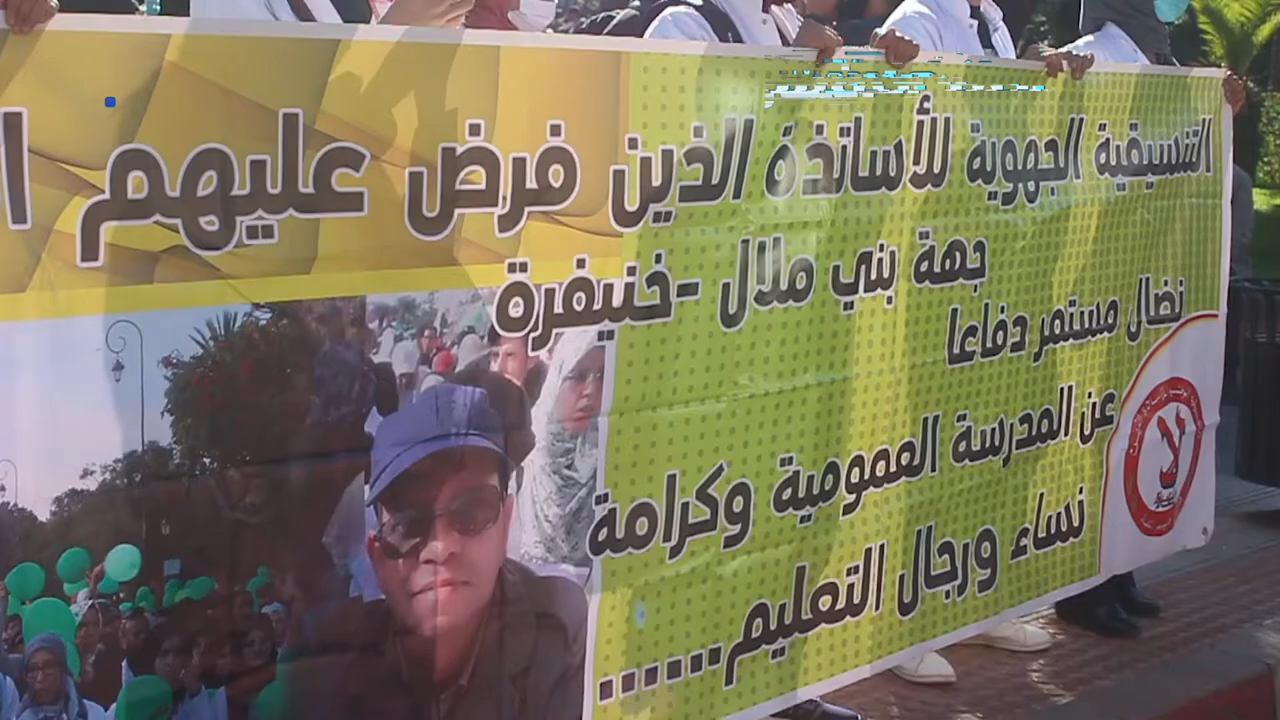 التنسيقية الجهوية للأساتذة الذين فرض عليهم ا
جهة بني ملال -خنيفرة
نضال مستمر دفاعا
عن المدرسة العمومية وكرامة
نساء ورجال التعليم......
لا